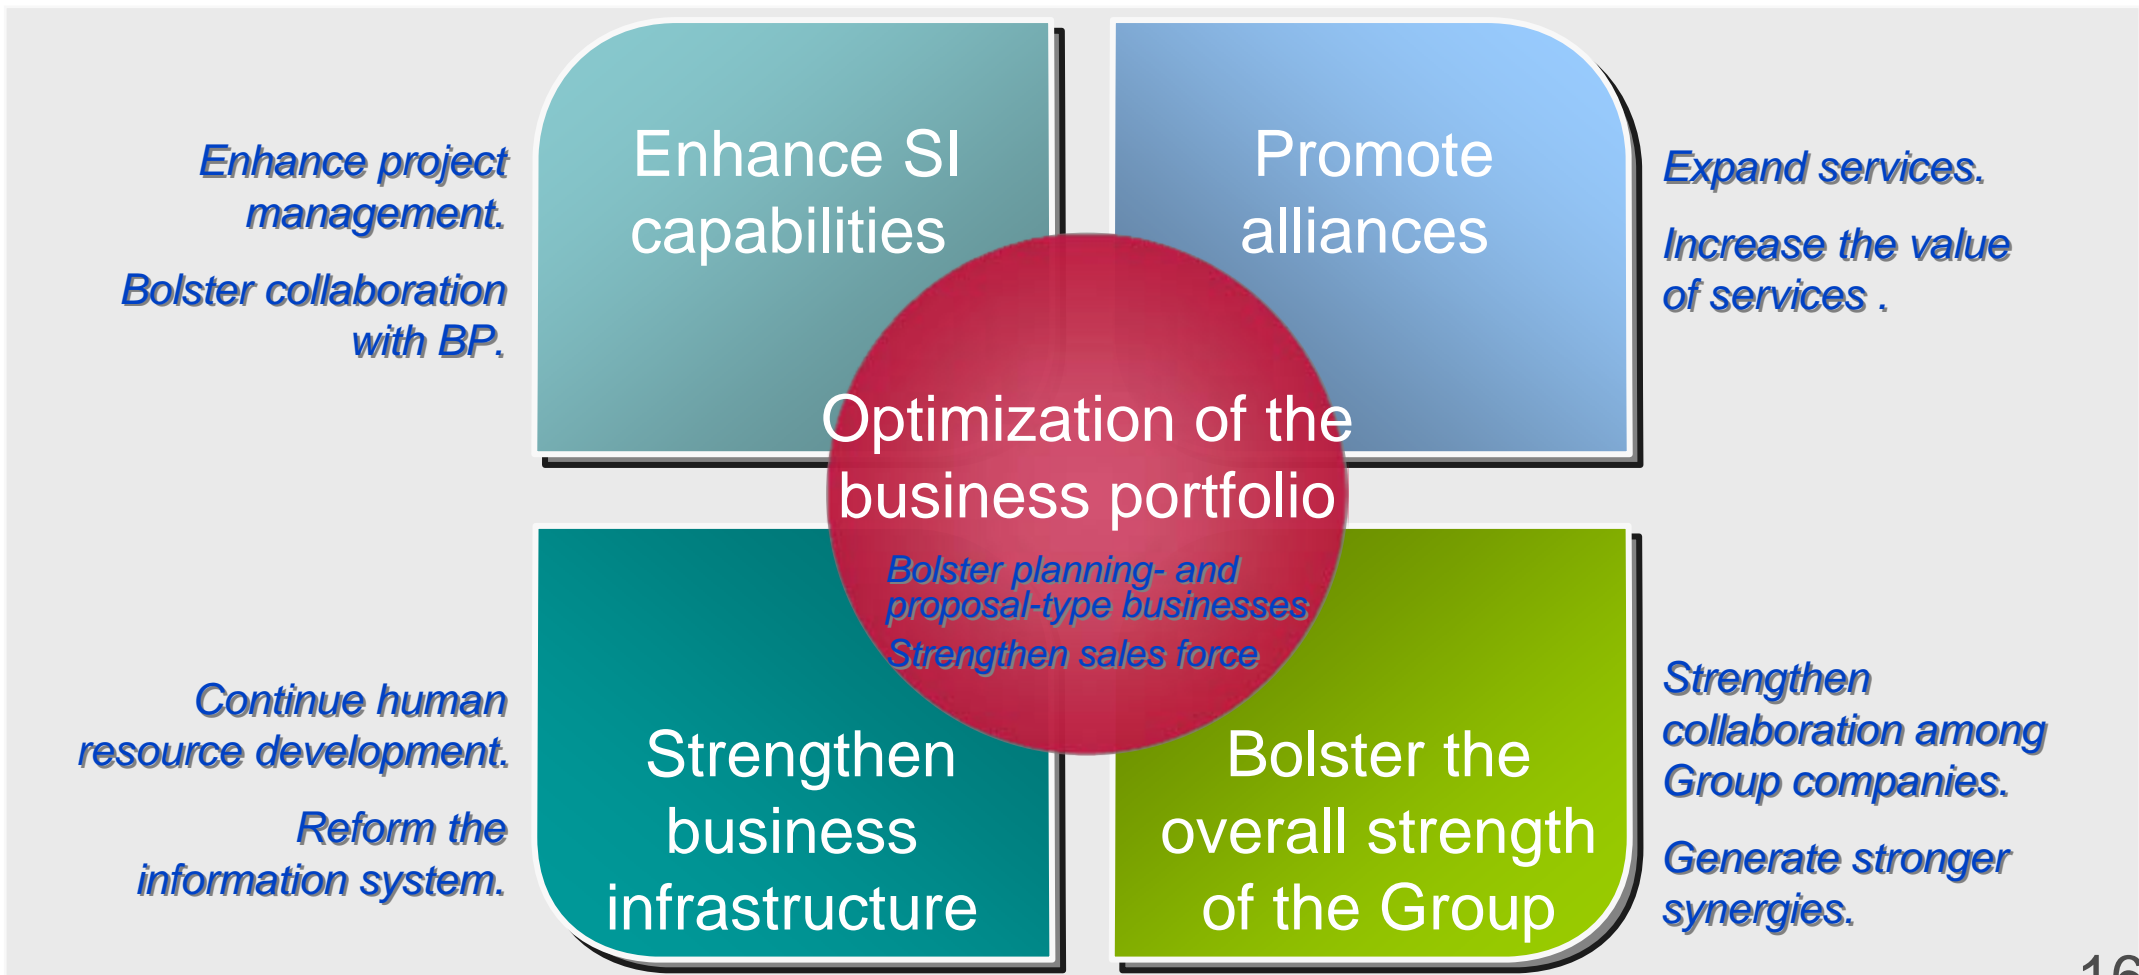 Enhance project
management.
Bolster collaboration
with BP.
Enhance SI
capabilities
Promote
alliances
Expand services.
Increase the value
of services .
Optimization of the
business portfolio
Bolster planning- and
proposal-type businesses
Strengthen sales force
Continue human
resource development.
Reform the
information system.
Strengthen
business
infrastructure
Bolster the
overall strength
of the Group
Strengthen
collaboration among
Group companies.
Generate stronger
synergies.
16